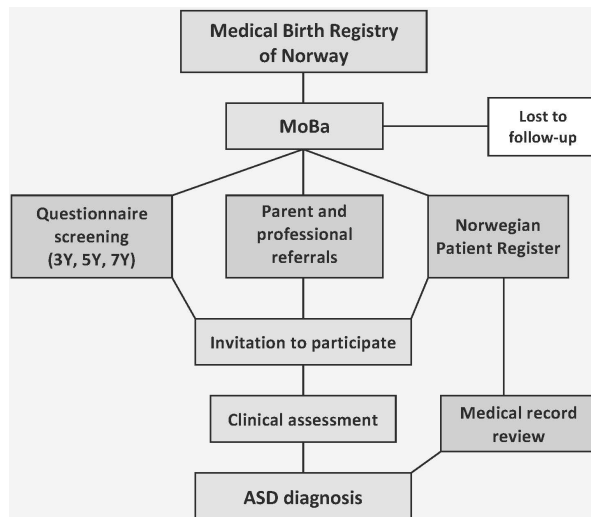 Medical Birth Registry
of Norway
MoBa
Lost to
follow-up
Questionnaire
screening
(3Y, 5Y, 7Y)
Parent and
professional
referrals
Norwegian
Patient Register
Invitation to participate
Clinical assessment
Medical record
review
ASD diagnosis